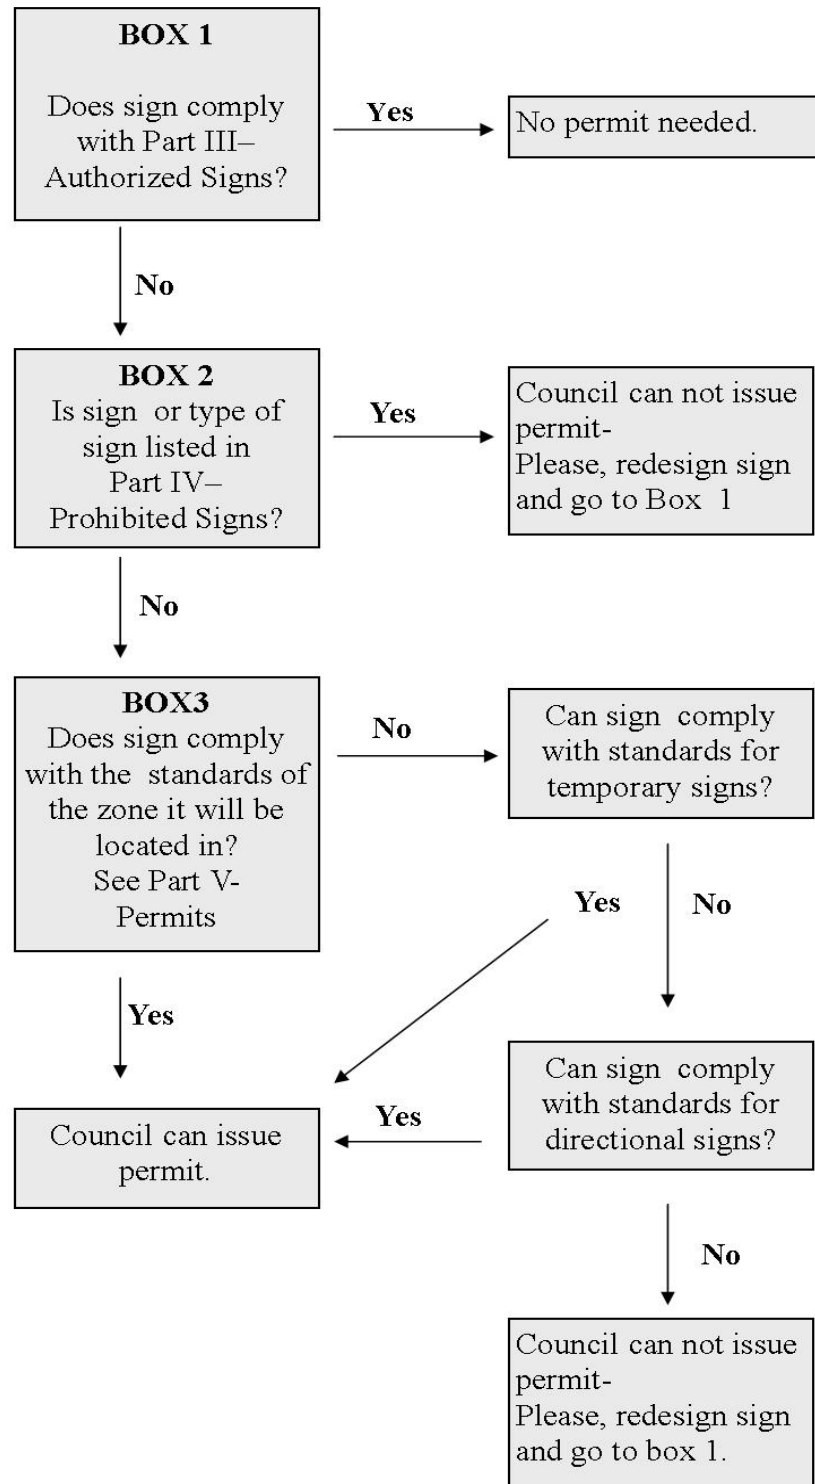 BOX 1
Does sign comply
with Part III–
Authorized Signs?
Yes
No permit needed.
No
BOX 2
Is sign or type of
sign listed in
Part IV–
Prohibited Signs?
Yes
Council can not issue
permit-
Please, redesign sign
and go to Box 1
No
BOX3
Does sign comply
with the standards of
the zone it will be
located in?
See Part V-
Permits
No
Can sign comply
with standards for
temporary signs?
Yes
No
Yes
Council can issue
permit.
Yes
Can sign comply
with standards for
directional signs?
No
Council can not issue
permit-
Please, redesign sign
and go to box 1.